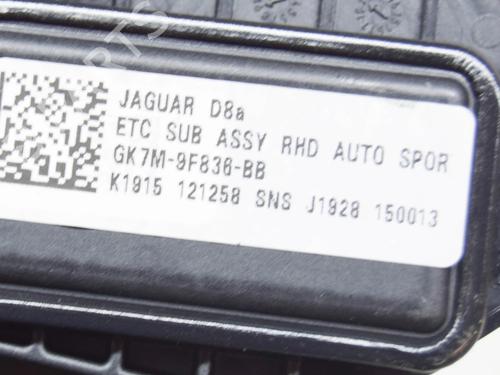 JAGUAR D8a
ETC SUB ASSY RHD AUTO SPOR
GK7M-9F836-BB
K1915 121258 SNS J1928 150013